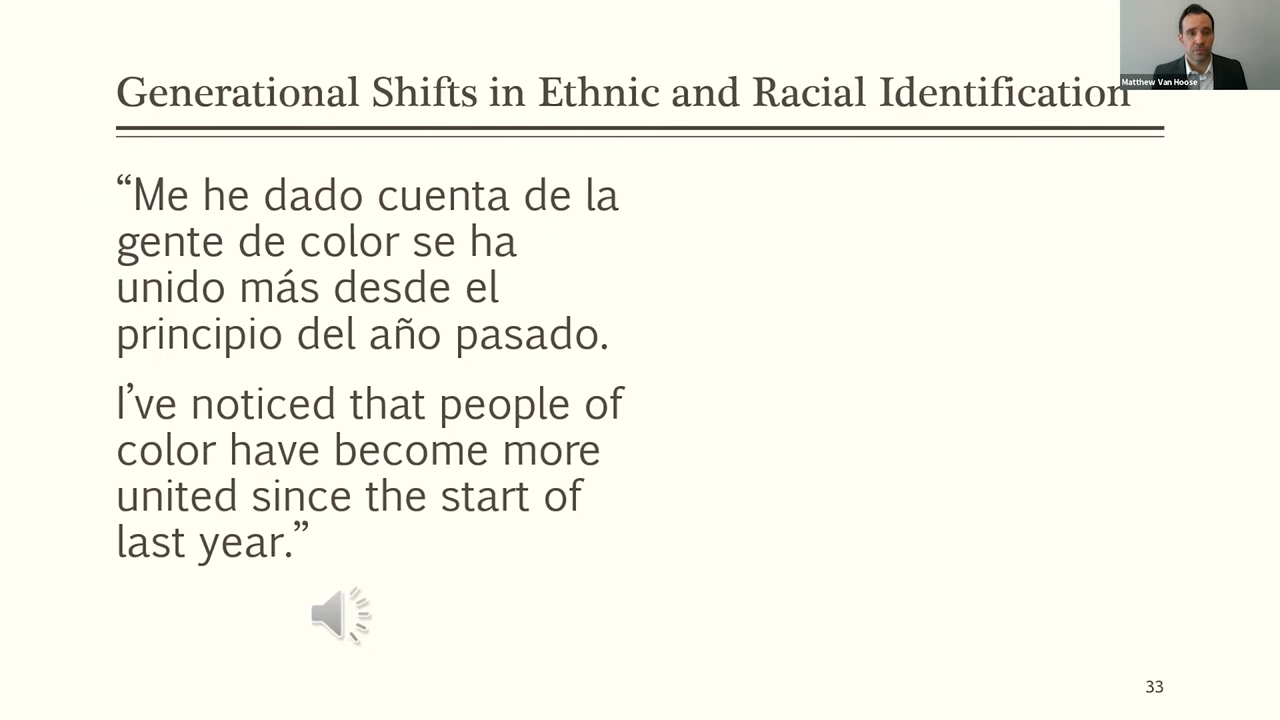 Matthew Van Hoose
Generational Shifts in Ethnic and Racial Identification
“Me he dado cuenta de la
gente de color se ha
unido más desde el
principio del año pasado.
I’ve noticed that people of
color have become more
united since the start of
last year.”
33